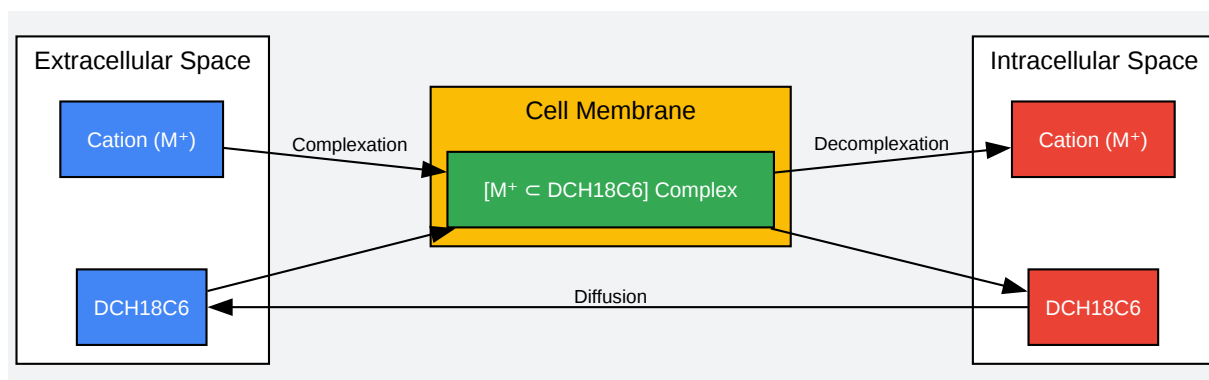 Extracellular Space
Cation (M⁺)
DCH18C6
Complexation
Cell Membrane
[M⁺ ⊂ DCH18C6] Complex
Decomplexation
Diffusion
Intracellular Space
Cation (M⁺)
DCH18C6